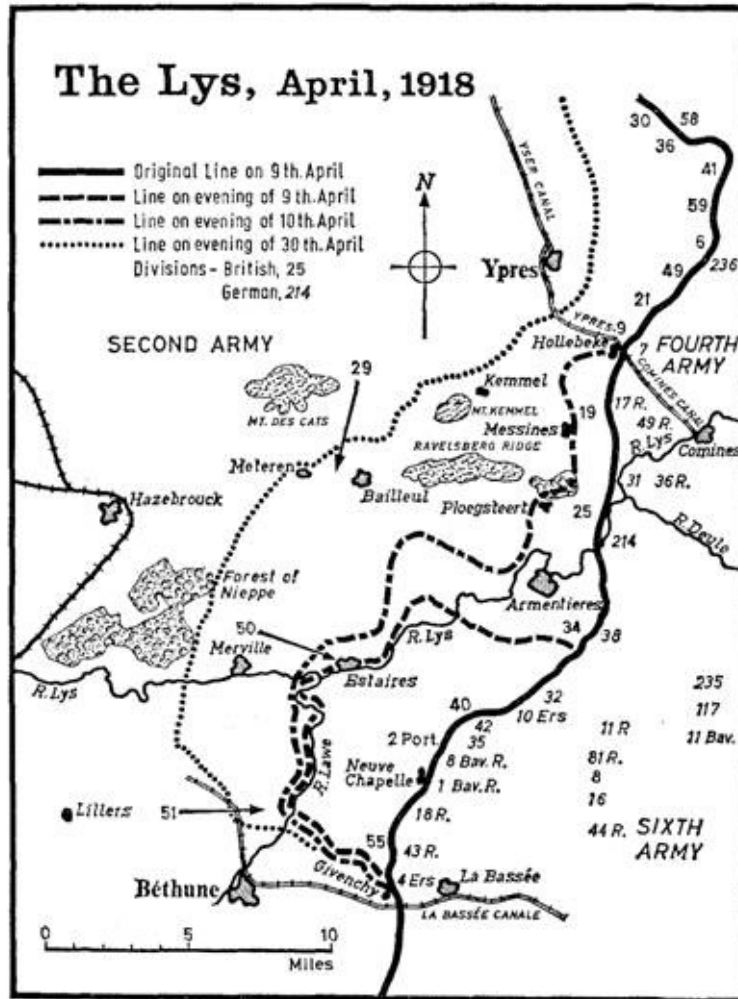 The Lys, April, 1918
Original Line on 9th. April
Line on evening of 9th. April
Line on evening of 10th. April
Line on evening of 30th. April
Divisions - British, 25
German, 214
N
YSER CANAL
Ypres
30
58
36
41
59
6
236
49
21
YPRES-
9
Hollebeke
7
COMINES CANAL
FOURTH
ARMY
SECOND ARMY
29
MT. DES CATS
Kemmel
MT. KEMMEL
Messines
19
17 R.
49 R.
R. Lys
Comines
RAVELSBERG RIDGE
Meteren
Bailleul
Ploegsteert
25
31
36 R.
R. Deule
214
Hazebrouck
Forest of
Nieppe
Armentieres
34
38
50
Merville
R. Lys
Estaires
R. Lys
R. Lawe
40
32
10 Ers
42
35
2 Port.
8 Bav. R.
Neuve
Chapelle
1 Bav. R.
18 R.
235
117
11 Bav.
11 R
81 R.
8
16
44 R.
SIXTH
ARMY
Lillers
51
55
43 R.
Givenchy
4 Ers
La Bassée
Béthune
LA BASSÉE CANALE
0
5
10
Miles